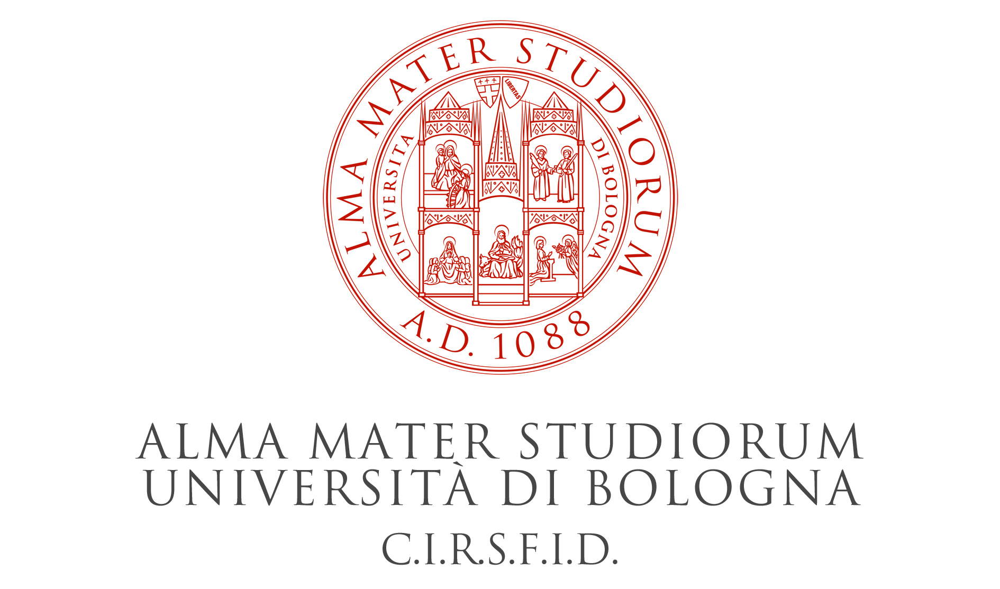 ALMA MATER STUDIORUM
LIBERTAS
UNIVERSITA
DI BOLOGNA
A.D. 1088
ALMA MATER STUDIORUM
UNIVERSITÀ DI BOLOGNA
C.I.R.S.F.I.D.